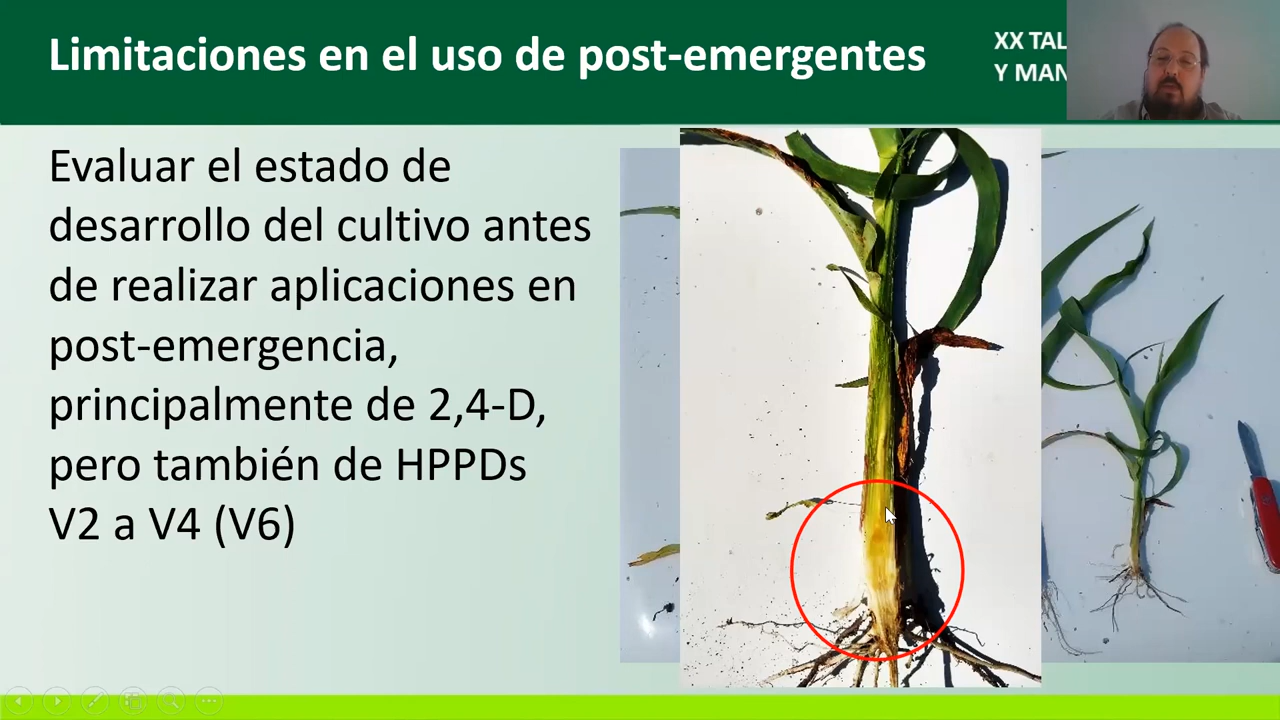 Limitaciones en el uso de post-emergentes
XX TAL
Y MAN
Evaluar el estado de
desarrollo del cultivo antes
de realizar aplicaciones en
post-emergencia,
principalmente de 2,4-D,
pero también de HPPDs
V2 a V4 (V6)